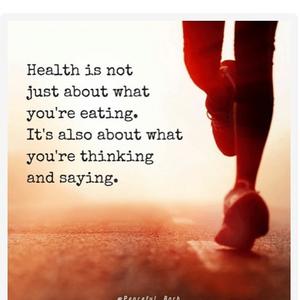 Health is not
just about what
you're eating.
It's also about what
you're thinking
and saying.